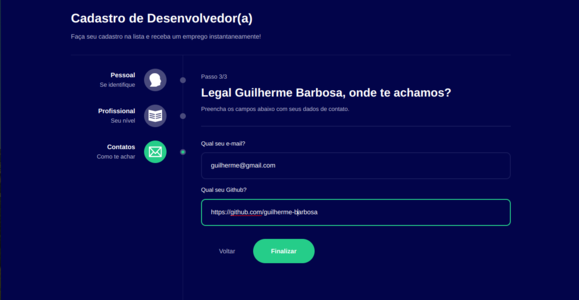 Cadastro de Desenvolvedor(a)
Faça seu cadastro na lista e receba um emprego instantaneamente!
Pessoal
Se identifique
Profissional
Seu nível
Contatos
Como te achar
Passo 3/3
Legal Guilherme Barbosa, onde te achamos?
Preencha os campos abaixo com seus dados de contato.
Qual seu e-mail?
guilherme@gmail.com
Qual seu Github?
https://github.com/guilherme-barbosa
Voltar
Finalizar